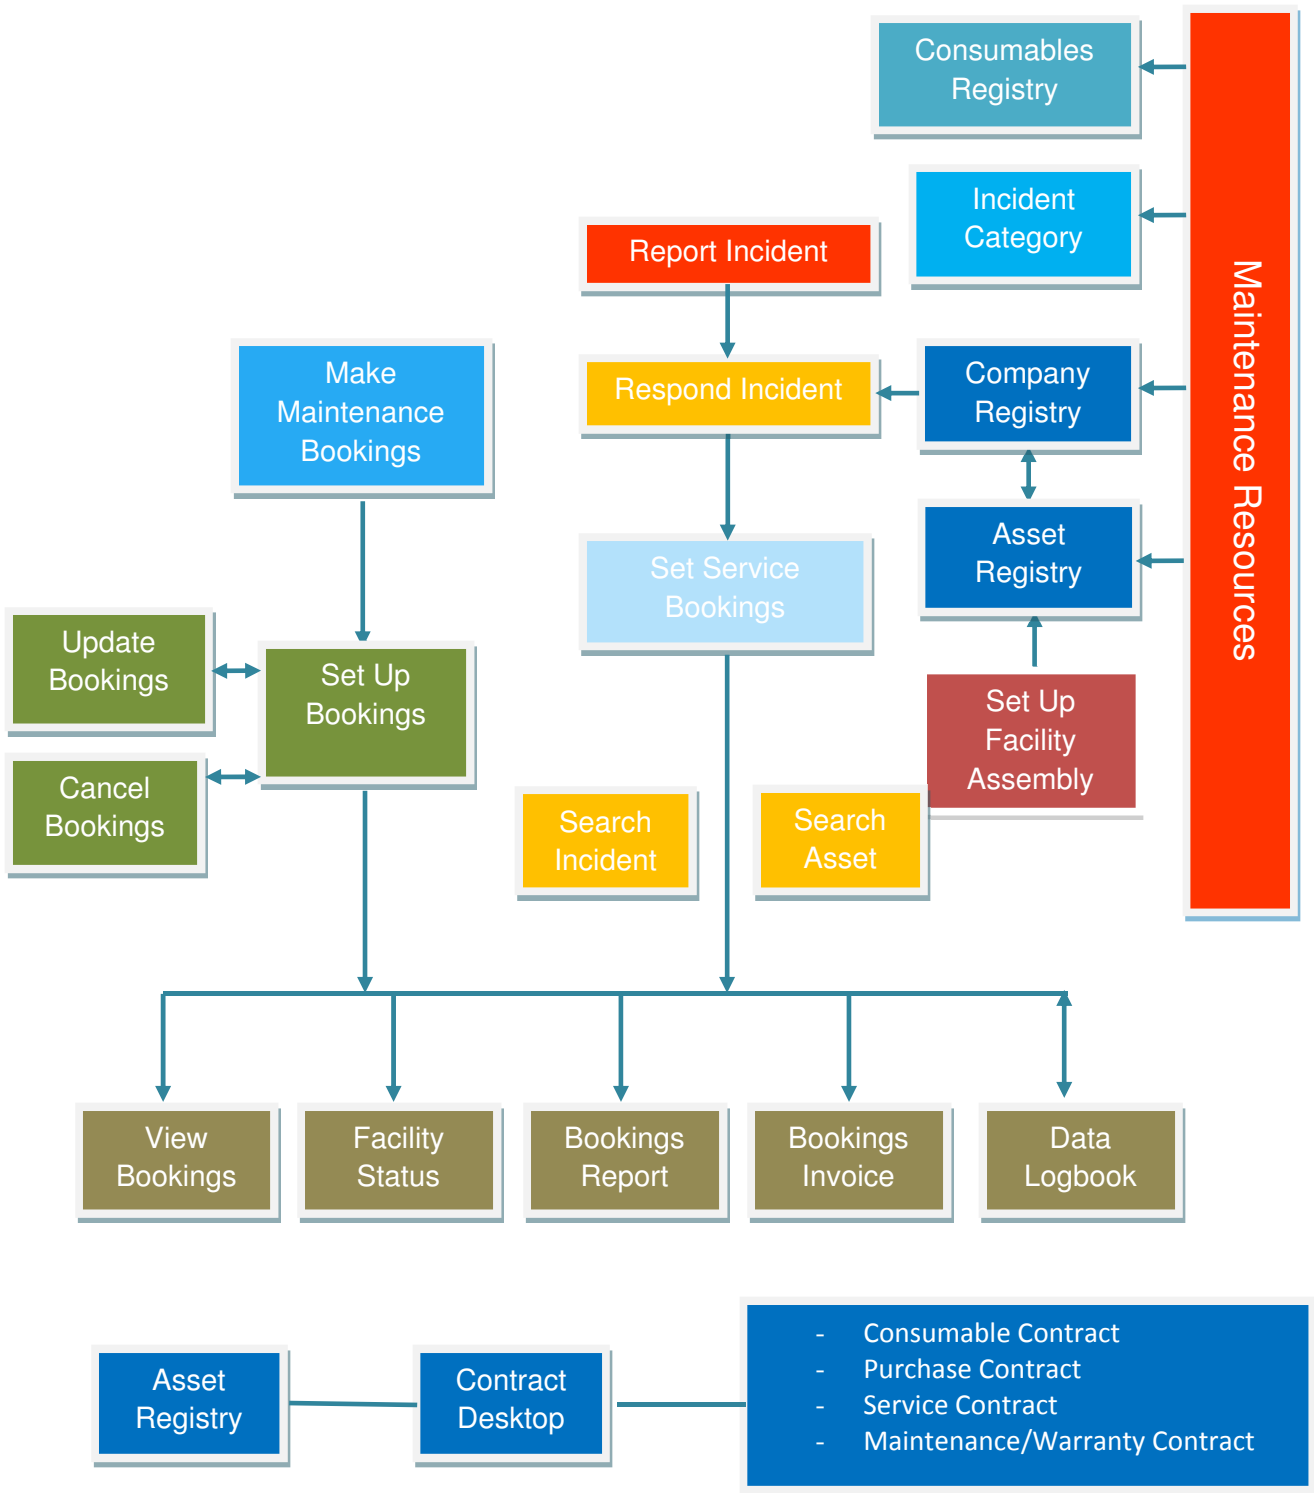 Consumables
Registry
Incident
Category
Report Incident
Maintenance Resources
Make
Maintenance
Bookings
Respond Incident
Company
Registry
Set Service
Bookings
Asset
Registry
Update
Bookings
Set Up
Bookings
Set Up
Facility
Assembly
Cancel
Bookings
Search
Incident
Search
Asset
View
Bookings
Facility
Status
Bookings
Report
Bookings
Invoice
Data
Logbook
Asset
Registry
Contract
Desktop
- Consumable Contract
- Purchase Contract
- Service Contract
- Maintenance/Warranty Contract